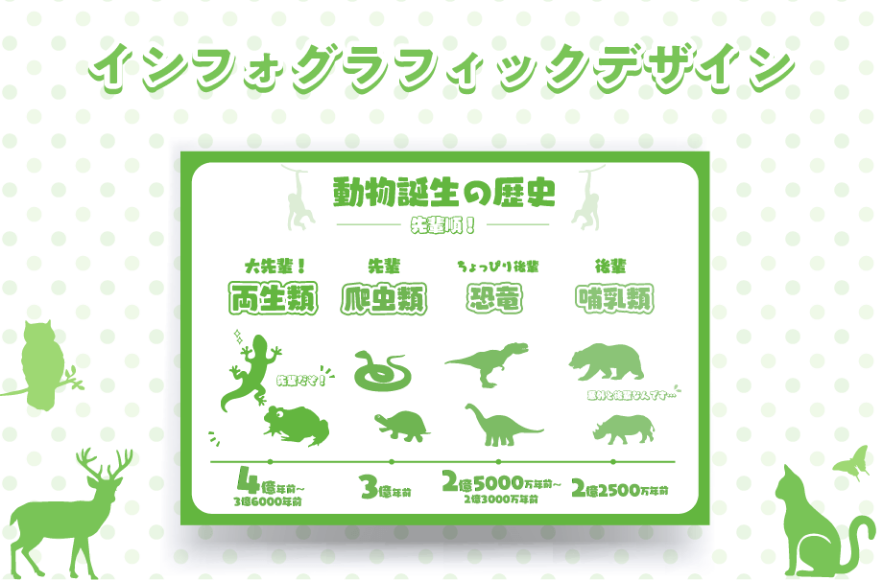 インフォグラフィックデザイン
動物誕生の歴史
先輩順！
大先輩！
両生類
先輩
爬虫類
ちょっぴり後輩
恐竜
後輩
哺乳類
先輩だぜ！
意外と後輩なんです…
4億年前〜
3億6000年前
3億年前
2億5000万年前〜
2億3000万年前
2億2500万年前